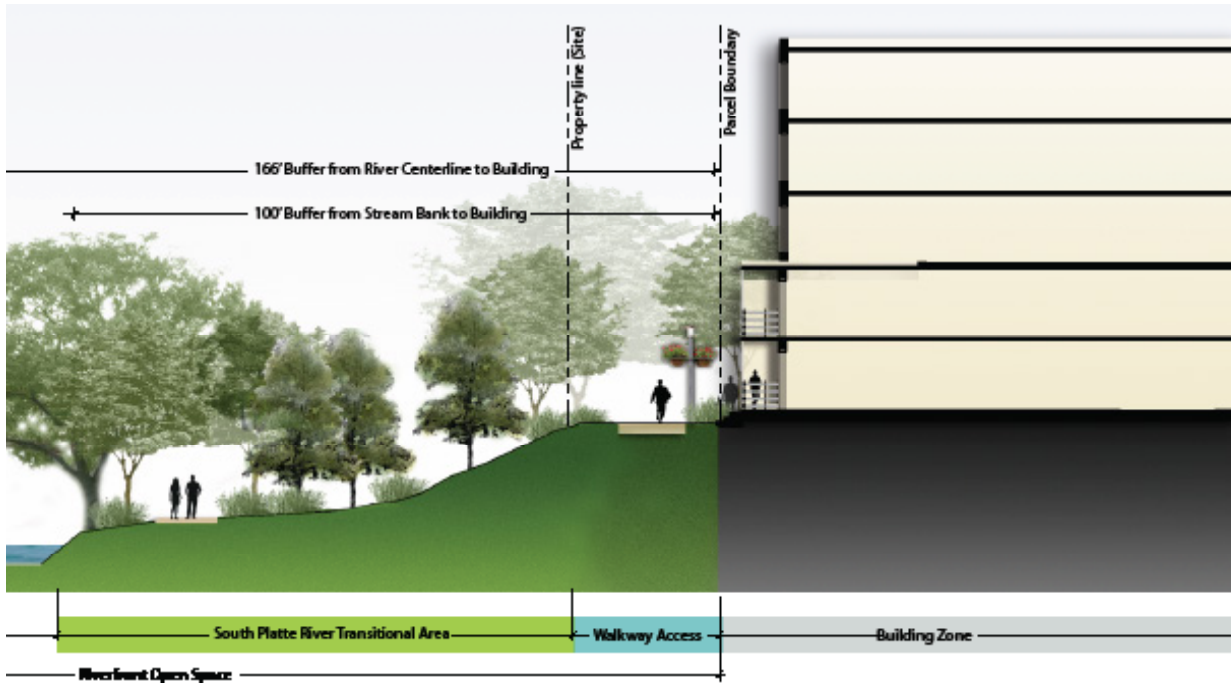 Property line (Site)
Parcel Boundary
166' Buffer from River Centerline to Building
100' Buffer from Stream Bank to Building
South Platte River Transitional Area
Walkway Access
Building Zone
Riverfront Open Space